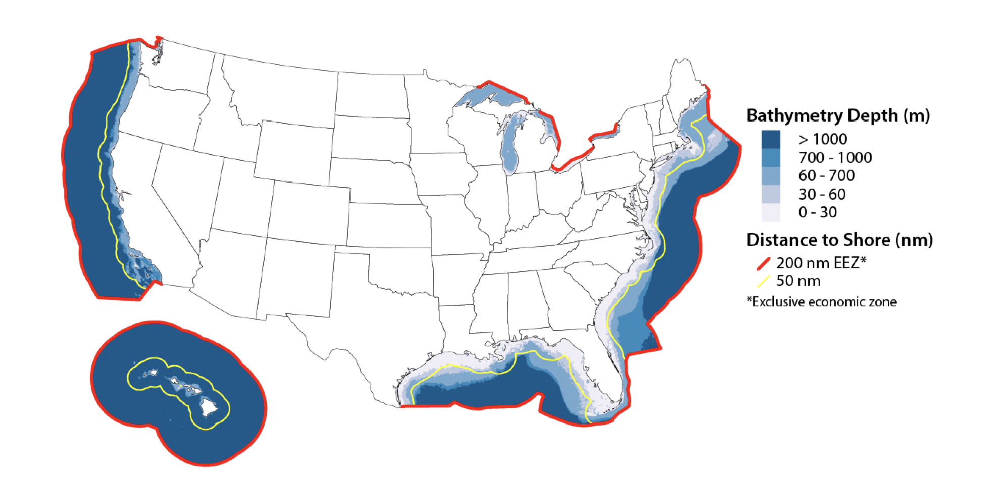 Bathymetry Depth (m)
> 1000
700 - 1000
60 - 700
30 - 60
0 - 30
Distance to Shore (nm)
200 nm EEZ*
50 nm
*Exclusive economic zone